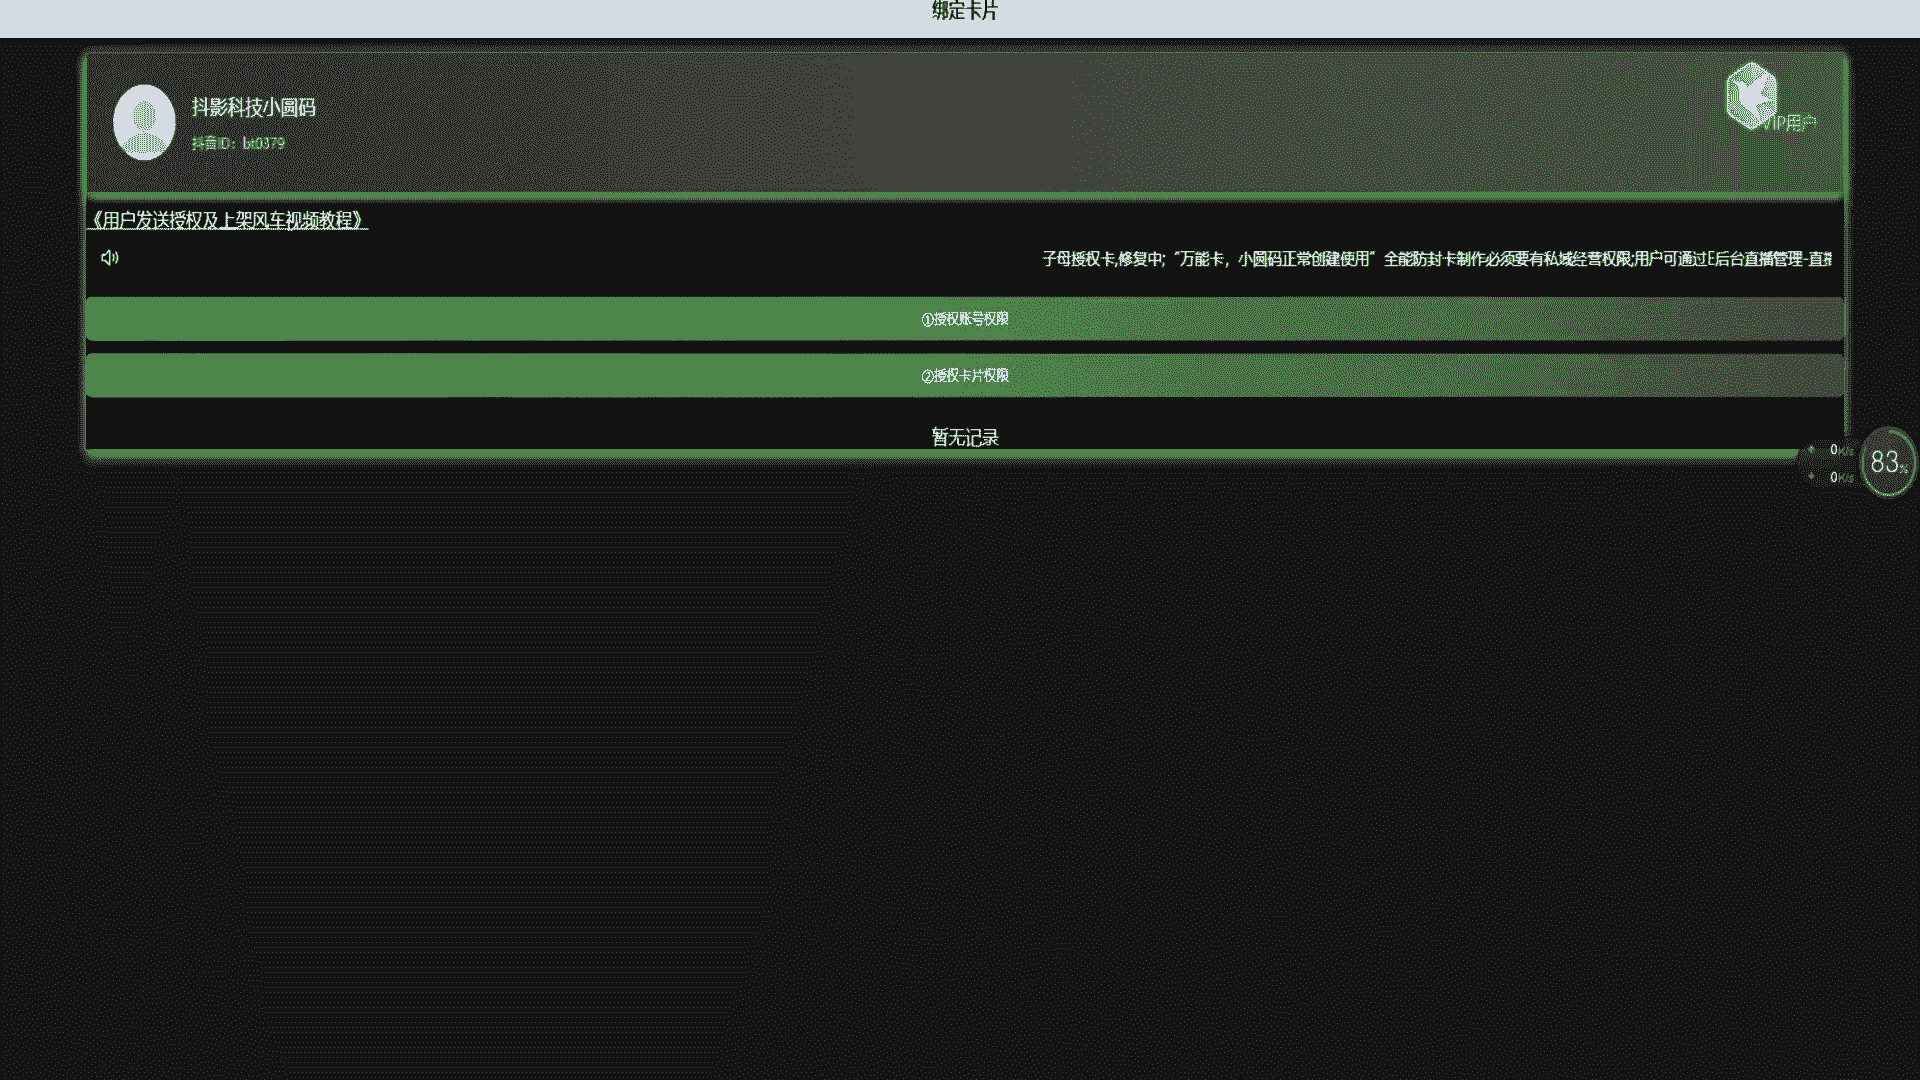 绑定卡片
抖影科技小圆码
抖音ID：bt0379
VIP用户
《用户发送授权及上架风车视频教程》
子母授权卡,修复中;“万能卡，小圆码正常创建使用”全能防封卡制作必须要有私域经营权限;用户可通过E后台直播管理-直播
①授权账号权限
②授权卡片权限
暂无记录
0K/s
83%
0K/s